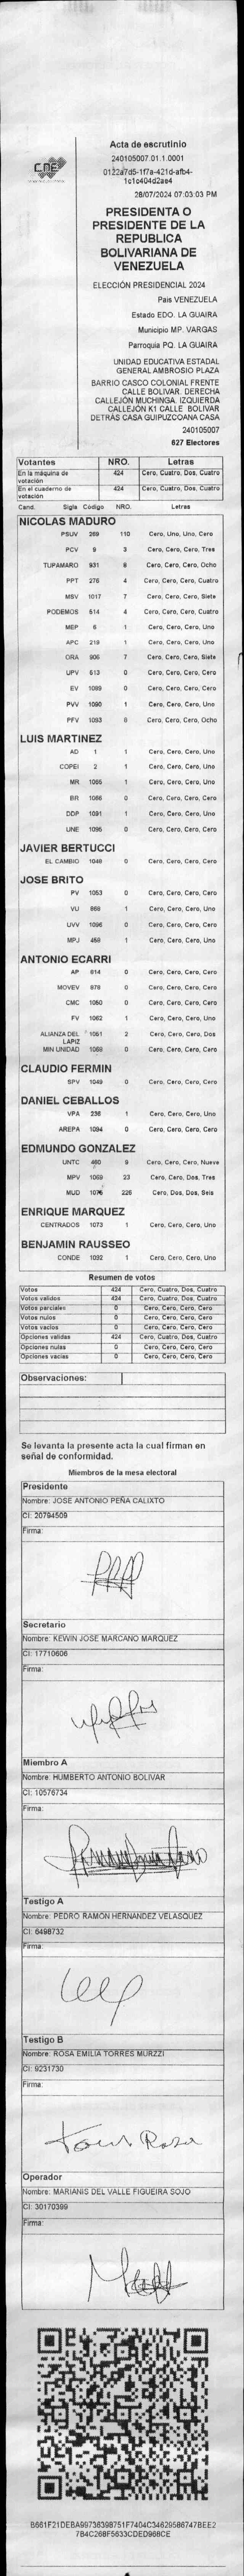 CNE
Acta de escrutinio
240105007.01.1.0001
0122a7d5-1f7a-421d-afb4-
1c1c404d2ae4
28/07/2024 07:03:03 PM
PRESIDENTA O
PRESIDENTE DE LA
REPUBLICA
BOLIVARIANA DE
VENEZUELA
ELECCIÓN PRESIDENCIAL 2024
Pais VENEZUELA
Estado EDO. LA GUAIRA
Municipio MP. VARGAS
Parroquia PQ. LA GUAIRA
UNIDAD EDUCATIVA ESTADAL
GENERAL AMBROSIO PLAZA
BARRIO CASCO COLONIAL FRENTE
CALLE BOLIVAR. DERECHA
CALLEJÓN MUCHINGA. IZQUIERDA
CALLEJÓN K1 CALLE BOLIVAR
DETRÁS CASA GUIPUZCOANA CASA
240105007
627 Electores
Votantes NRO. Letras
En la máquina de votación 424 Cero, Cuatro, Dos, Cuatro
En el cuaderno de votación 424 Cero, Cuatro, Dos, Cuatro
Cand. Sigla Código NRO. Letras
NICOLAS MADURO
PSUV 269 110 Cero, Uno, Uno, Cero
PCV 9 3 Cero, Cero, Cero, Tres
TUPAMARO 931 8 Cero, Cero, Cero, Ocho
PPT 276 4 Cero, Cero, Cero, Cuatro
MSV 1017 7 Cero, Cero, Cero, Siete
PODEMOS 514 4 Cero, Cero, Cero, Cuatro
MEP 6 1 Cero, Cero, Cero, Uno
APC 219 1 Cero, Cero, Cero, Uno
ORA 906 7 Cero, Cero, Cero, Siete
UPV 513 0 Cero, Cero, Cero, Cero
EV 1089 0 Cero, Cero, Cero, Cero
PVV 1090 1 Cero, Cero, Cero, Uno
PFV 1093 8 Cero, Cero, Cero, Ocho
LUIS MARTINEZ
AD 1 1 Cero, Cero, Cero, Uno
COPEI 2 1 Cero, Cero, Cero, Uno
MR 1065 1 Cero, Cero, Cero, Uno
BR 1066 0 Cero, Cero, Cero, Cero
DDP 1091 1 Cero, Cero, Cero, Uno
UNE 1095 0 Cero, Cero, Cero, Cero
JAVIER BERTUCCI
EL CAMBIO 1048 0 Cero, Cero, Cero, Cero
JOSE BRITO
PV 1053 0 Cero, Cero, Cero, Cero
VU 868 1 Cero, Cero, Cero, Uno
UVV 1096 0 Cero, Cero, Cero, Cero
MPJ 458 1 Cero, Cero, Cero, Uno
ANTONIO ECARRI
AP 814 0 Cero, Cero, Cero, Cero
MOVEV 878 0 Cero, Cero, Cero, Cero
CMC 1050 0 Cero, Cero, Cero, Cero
FV 1062 1 Cero, Cero, Cero, Uno
ALIANZA DEL LAPIZ 1051 2 Cero, Cero, Cero, Dos
MIN UNIDAD 1068 0 Cero, Cero, Cero, Cero
CLAUDIO FERMIN
SPV 1049 0 Cero, Cero, Cero, Cero
DANIEL CEBALLOS
VPA 236 1 Cero, Cero, Cero, Uno
AREPA 1094 0 Cero, Cero, Cero, Cero
EDMUNDO GONZALEZ
UNTC 460 9 Cero, Cero, Cero, Nueve
MPV 1069 23 Cero, Cero, Dos, Tres
MUD 1076 226 Cero, Dos, Dos, Seis
ENRIQUE MARQUEZ
CENTRADOS 1073 1 Cero, Cero, Cero, Uno
BENJAMIN RAUSSEO
CONDE 1092 1 Cero, Cero, Cero, Uno
Resumen de votos
Votos 424 Cero, Cuatro, Dos, Cuatro
Votos validos 424 Cero, Cuatro, Dos, Cuatro
Votos parciales 0 Cero, Cero, Cero, Cero
Votos nulos 0 Cero, Cero, Cero, Cero
Votos vacios 0 Cero, Cero, Cero, Cero
Opciones validas 424 Cero, Cuatro, Dos, Cuatro
Opciones nulas 0 Cero, Cero, Cero, Cero
Opciones vacias 0 Cero, Cero, Cero, Cero
Observaciones:
Se levanta la presente acta la cual firman en
señal de conformidad.
Miembros de la mesa electoral
Presidente
Nombre: JOSE ANTONIO PEÑA CALIXTO
CI: 20794509
Firma:
Secretario
Nombre: KEWIN JOSE MARCANO MARQUEZ
CI: 17710606
Firma:
Miembro A
Nombre: HUMBERTO ANTONIO BOLIVAR
CI: 10576734
Firma:
Testigo A
Nombre: PEDRO RAMON HERNANDEZ VELASQUEZ
CI: 6498732
Firma:
Testigo B
Nombre: ROSA EMILIA TORRES MURZZI
CI: 9231730
Firma:
Rosa
Operador
Nombre: MARIANIS DEL VALLE FIGUEIRA SOJO
CI: 30170399
Firma:
B661F21DEBA99736398751F7404C34629586747BEE2
7B4C268F5633CDED968CE